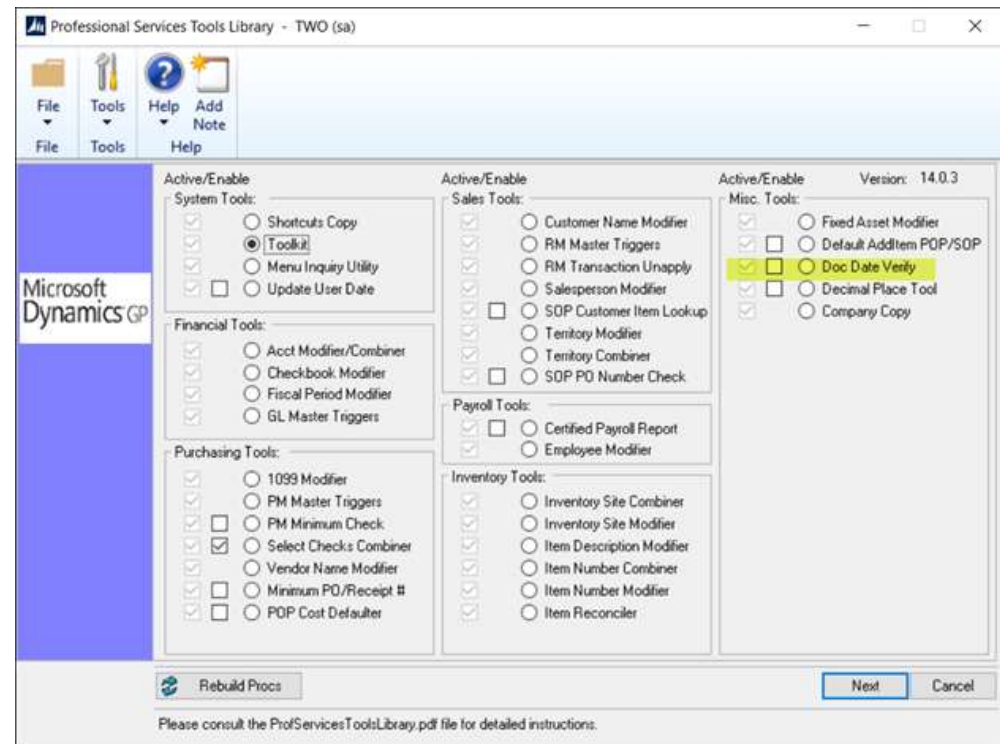 Professional Services Tools Library - TWO (sa)
File
Tools
Help
Add
Note
File
Tools
Help
Microsoft
Dynamics GP
Active/Enable
System Tools:
Shortcuts Copy
Toolkit
Menu Inquiry Utility
Update User Date
Financial Tools:
Acct Modifier/Combiner
Checkbook Modifier
Fiscal Period Modifier
GL Master Triggers
Purchasing Tools:
1099 Modifier
PM Master Triggers
PM Minimum Check
Select Checks Combiner
Vendor Name Modifier
Minimum PO/Receipt #
POP Cost Defaulter
Active/Enable
Sales Tools:
Customer Name Modifier
RM Master Triggers
RM Transaction Unapply
Salesperson Modifier
SOP Customer Item Lookup
Territory Modifier
Territory Combiner
SOP PO Number Check
Payroll Tools:
Certified Payroll Report
Employee Modifier
Inventory Tools:
Inventory Site Combiner
Inventory Site Modifier
Item Description Modifier
Item Number Combiner
Item Number Modifier
Item Reconciler
Active/Enable Version: 14.0.3
Misc. Tools:
Fixed Asset Modifier
Default AddItem POP/SOP
Doc Date Verify
Decimal Place Tool
Company Copy
Rebuild Procs
Next
Cancel
Please consult the ProfServicesToolsLibrary.pdf file for detailed instructions.